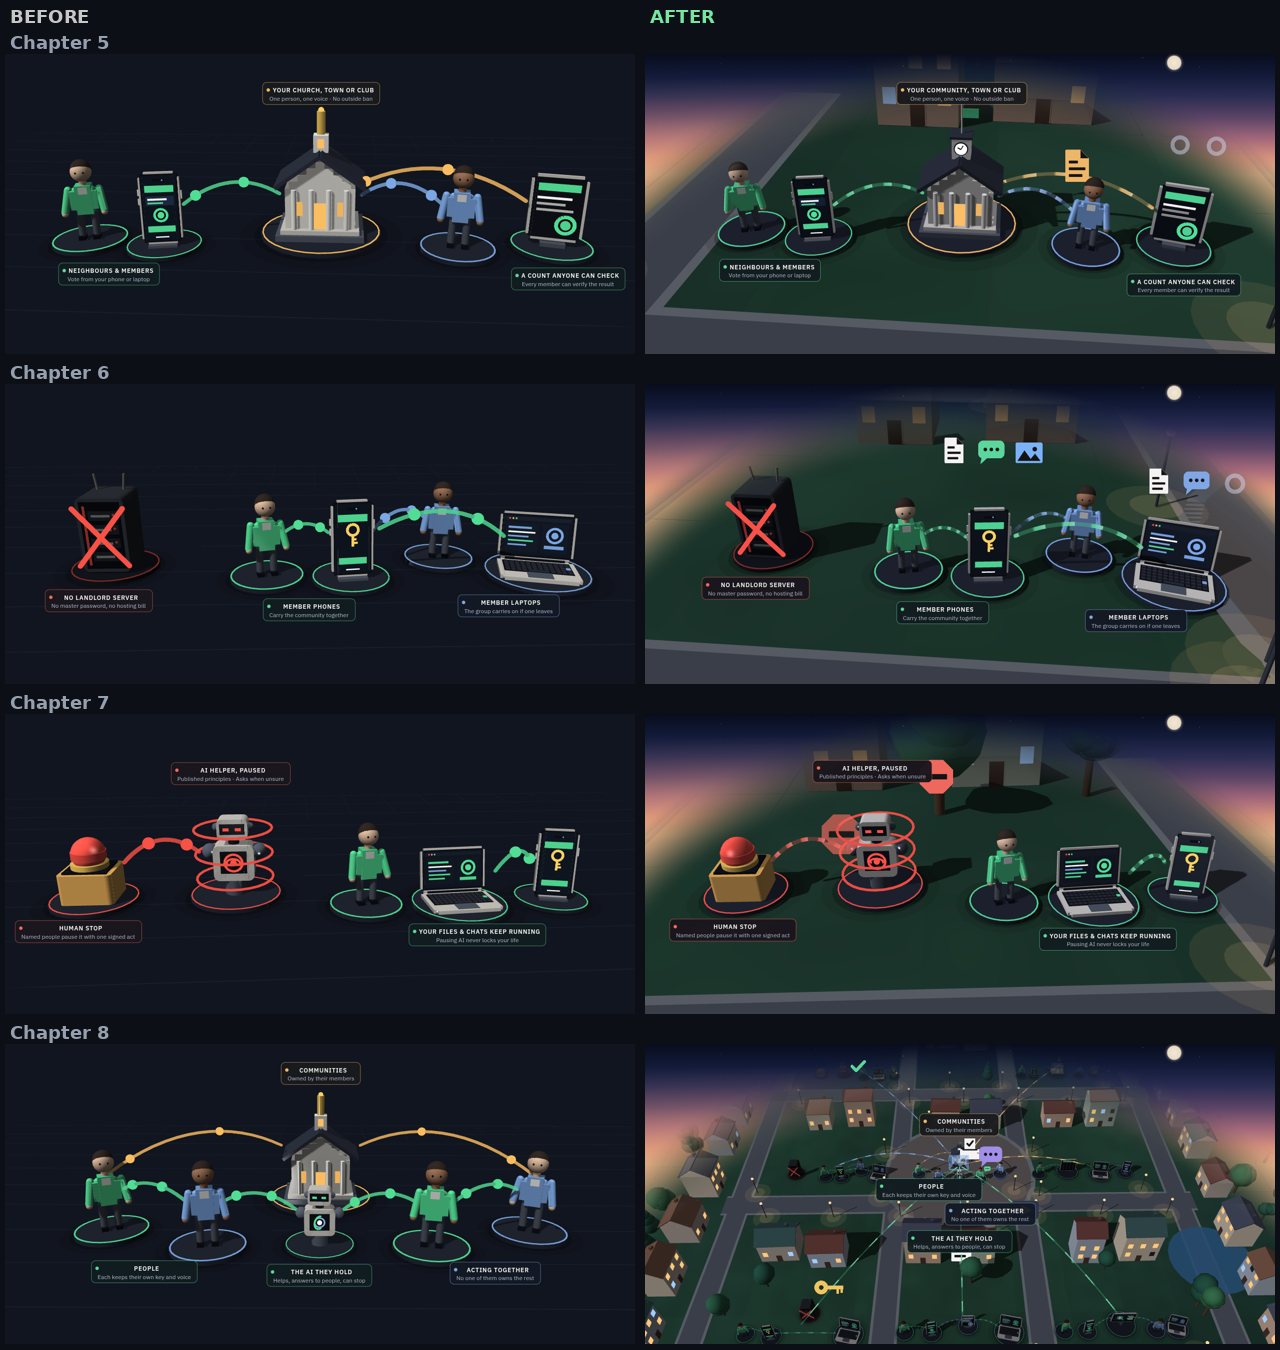 BEFORE
AFTER
Chapter 5
YOUR CHURCH, TOWN OR CLUB
One person, one voice · No outside ban
NEIGHBOURS & MEMBERS
Vote from your phone or laptop
A COUNT ANYONE CAN CHECK
Every member can verify the result
YOUR COMMUNITY, TOWN OR CLUB
One person, one voice · No outside ban
NEIGHBOURS & MEMBERS
Vote from your phone or laptop
A COUNT ANYONE CAN CHECK
Every member can verify the result
Chapter 6
NO LANDLORD SERVER
No master password, no hosting bill
MEMBER PHONES
Carry the community together
MEMBER LAPTOPS
The group carries on if one leaves
NO LANDLORD SERVER
No master password, no hosting bill
MEMBER PHONES
Carry the community together
MEMBER LAPTOPS
The group carries on if one leaves
Chapter 7
AI HELPER, PAUSED
Published principles · Asks when unsure
HUMAN STOP
Named people pause it with one signed act
YOUR FILES & CHATS KEEP RUNNING
Pausing AI never locks your life
AI HELPER, PAUSED
Published principles · Asks when unsure
HUMAN STOP
Named people pause it with one signed act
YOUR FILES & CHATS KEEP RUNNING
Pausing AI never locks your life
Chapter 8
COMMUNITIES
Owned by their members
PEOPLE
Each keeps their own key and voice
THE AI THEY HOLD
Helps, answers to people, can stop
ACTING TOGETHER
No one of them owns the rest
COMMUNITIES
Owned by their members
PEOPLE
Each keeps their own key and voice
ACTING TOGETHER
No one of them owns the rest
THE AI THEY HOLD
Helps, answers to people, can stop